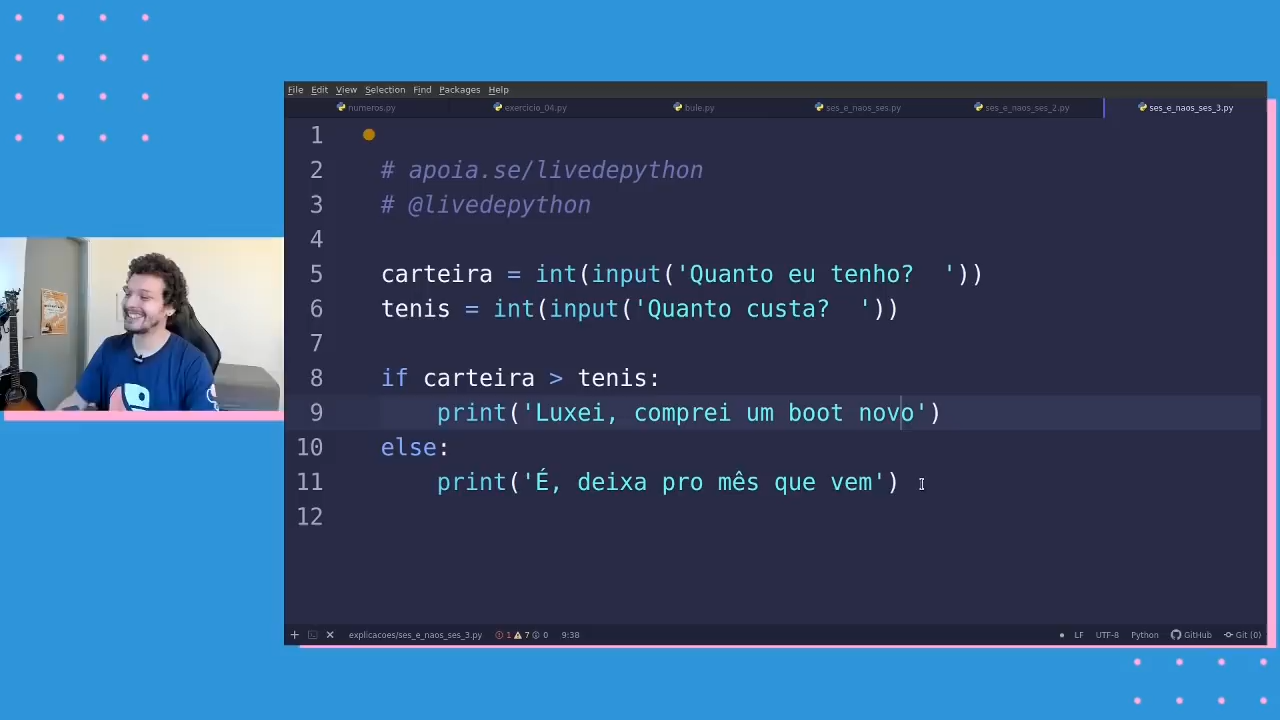 File Edit View Selection Find Packages Help
numeros.py exercicio_04.py bule.py ses_e_naos_ses.py ses_e_naos_ses_2.py ses_e_naos_ses_3.py
1
2 # apoia.se/livedepython
3 # @livedepython
4
5 carteira = int(input('Quanto eu tenho?  '))
6 tenis = int(input('Quanto custa?  '))
7
8 if carteira > tenis:
9     print('Luxei, comprei um boot novo')
10 else:
11     print('É, deixa pro mês que vem')
12
explicacoes/ses_e_naos_ses_3.py 1 7 0 9:38 LF UTF-8 Python GitHub Git (0)